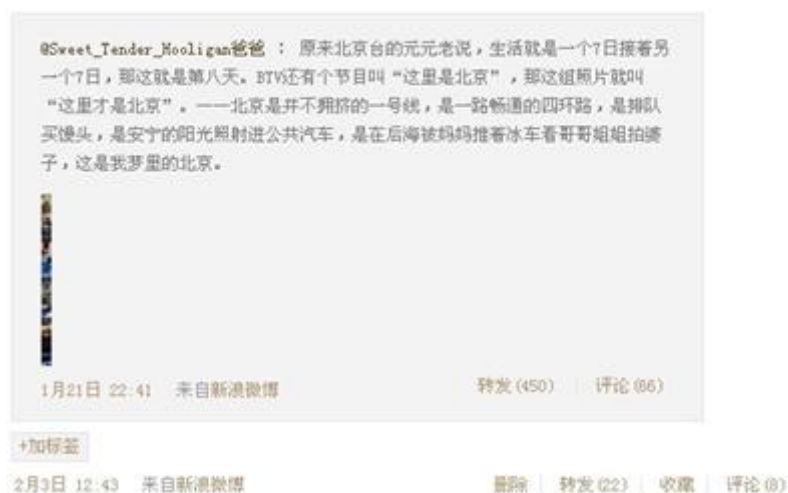 @Sweet_Tender_Hooligan爸爸 : 原来北京台的元元老说，生活就是一个7日接着另
一个7日，那这就是第八天。BTV还有个节目叫“这里是北京”，那这组照片就叫
“这里才是北京”。——北京是并不拥挤的一号线，是一路畅通的四环路，是排队
买馒头，是安宁的阳光照射进公共汽车，是在后海被妈妈推着冰车看哥哥姐姐拍婆
子，这是我梦里的北京。
1月21日 22:41 来自新浪微博 转发(450) 评论(86)
+加标签
2月3日 12:43 来自新浪微博 删除 转发(22) 收藏 评论(8)